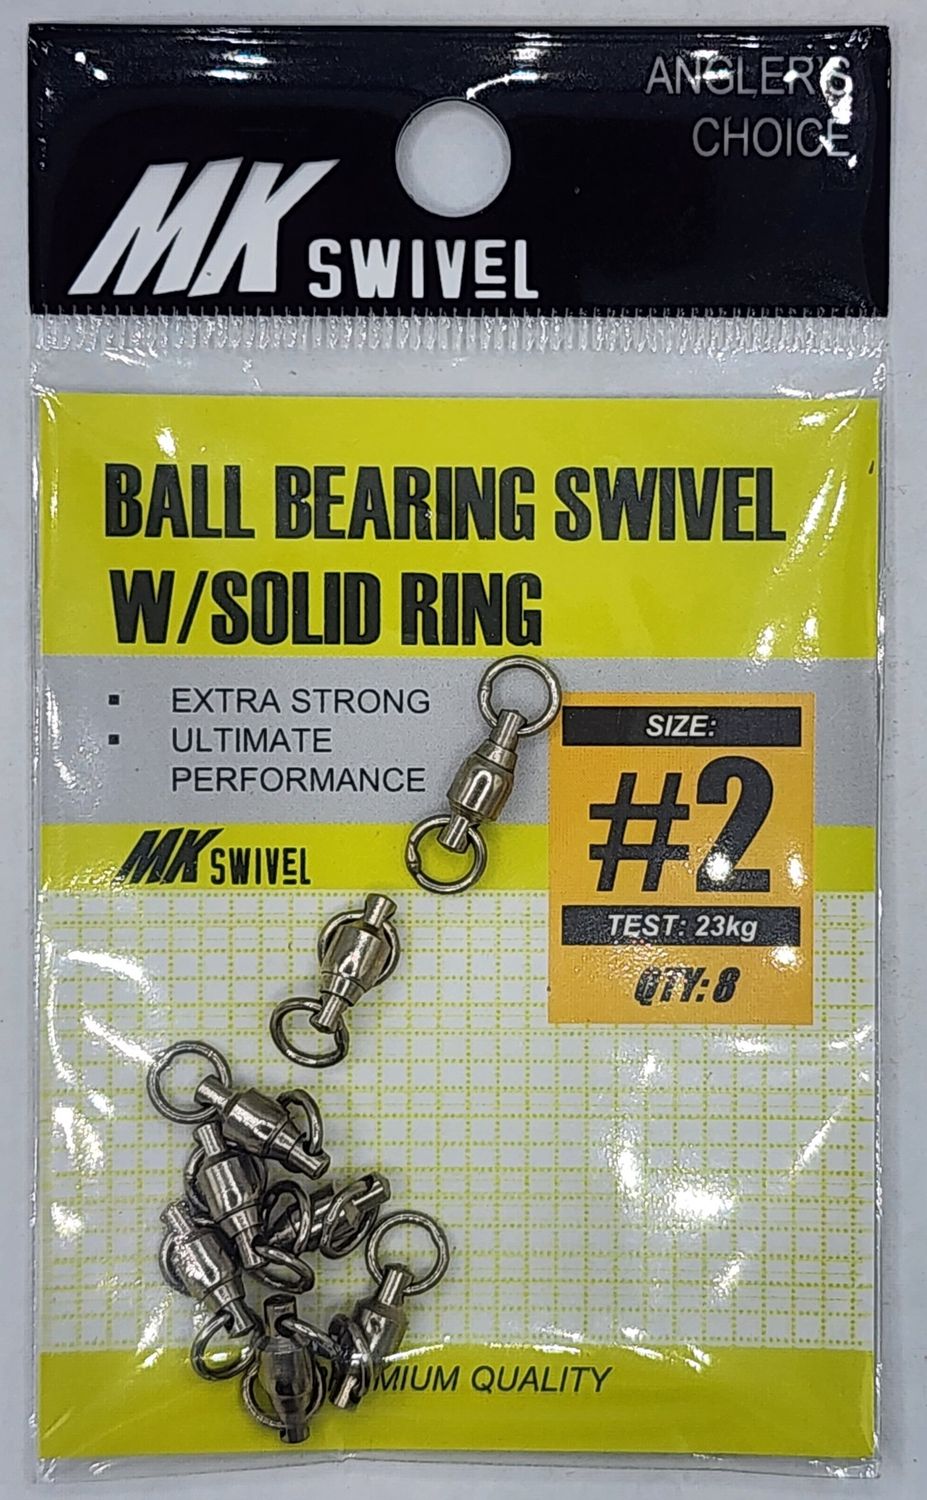 ANGLER'S
CHOICE
MK SWIVEL
BALL BEARING SWIVEL
W/SOLID RING
▪ EXTRA STRONG
▪ ULTIMATE
PERFORMANCE
MK SWIVEL
SIZE:
#2
TEST: 23kg
QTY: 8
QUALITY